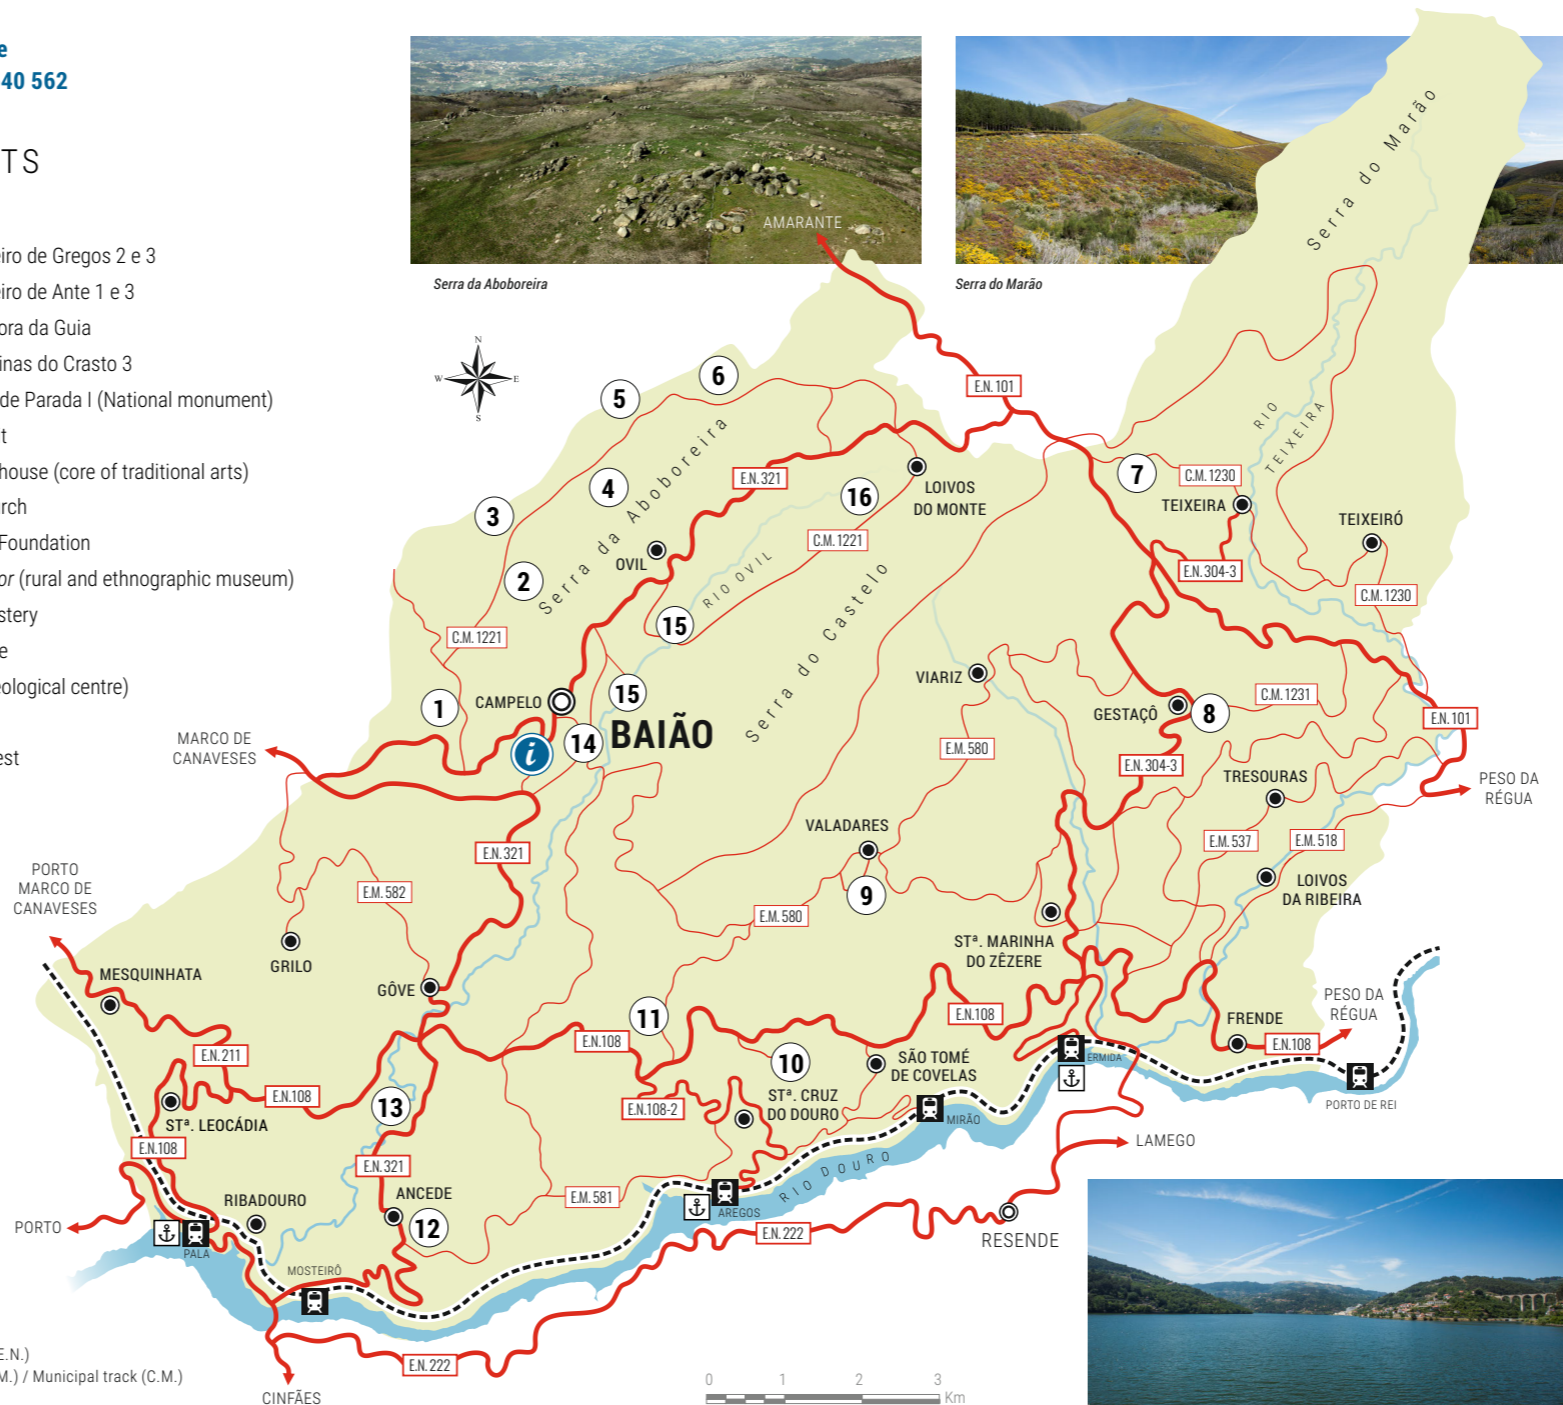 e
40 562
TS
iro de Gregos 2 e 3
iro de Ante 1 e 3
ora da Guia
inas do Crasto 3
de Parada I (National monument)
t
house (core of traditional arts)
rch
Foundation
or (rural and ethnographic museum)
stery
e
eological centre)
est
E.N.)
M.) / Municipal track (C.M.)
Serra da Aboboreira
Serra do Marão
AMARANTE
Serra do Marão
N
W
E
S
E.N. 101
6
5
4
3
2
Serra da Aboboreira
E.N. 321
16
LOIVOS
DO MONTE
C.M. 1221
OVIL
RIO OVIL
15
7
C.M. 1230
TEIXEIRA
RIO
TEIXEIRA
TEIXEIRÓ
E.N. 304-3
C.M. 1230
C.M. 1221
Serra do Castelo
1
CAMPELO
15
14
BAIÃO
i
MARCO DE
CANAVESES
VIARIZ
GESTAÇÔ
8
C.M. 1231
E.N. 101
E.M. 580
E.N. 304-3
TRESOURAS
PESO DA
RÉGUA
VALADARES
E.N. 321
E.M. 537
E.M. 518
9
LOIVOS
DA RIBEIRA
PORTO
MARCO DE
CANAVESES
E.M. 582
E.M. 580
STª. MARINHA
DO ZÊZERE
GRILO
MESQUINHATA
GÔVE
PESO DA
RÉGUA
11
E.N.108
E.N.108
FRENDE
E.N.108
E.N. 211
E.N.108
10
SÃO TOMÉ
DE COVELAS
ERMIDA
STª. CRUZ
DO DOURO
E.N.108-2
13
STª. LEOCÁDIA
MIRÃO
PORTO DE REI
E.N.108
E.N. 321
LAMEGO
RIO DOURO
RIBADOURO
ANCEDE
E.M. 581
12
AREGOS
PORTO
PALA
E.N. 222
RESENDE
MOSTEIRÔ
E.N. 222
CINFÃES
0 1 2 3
Km